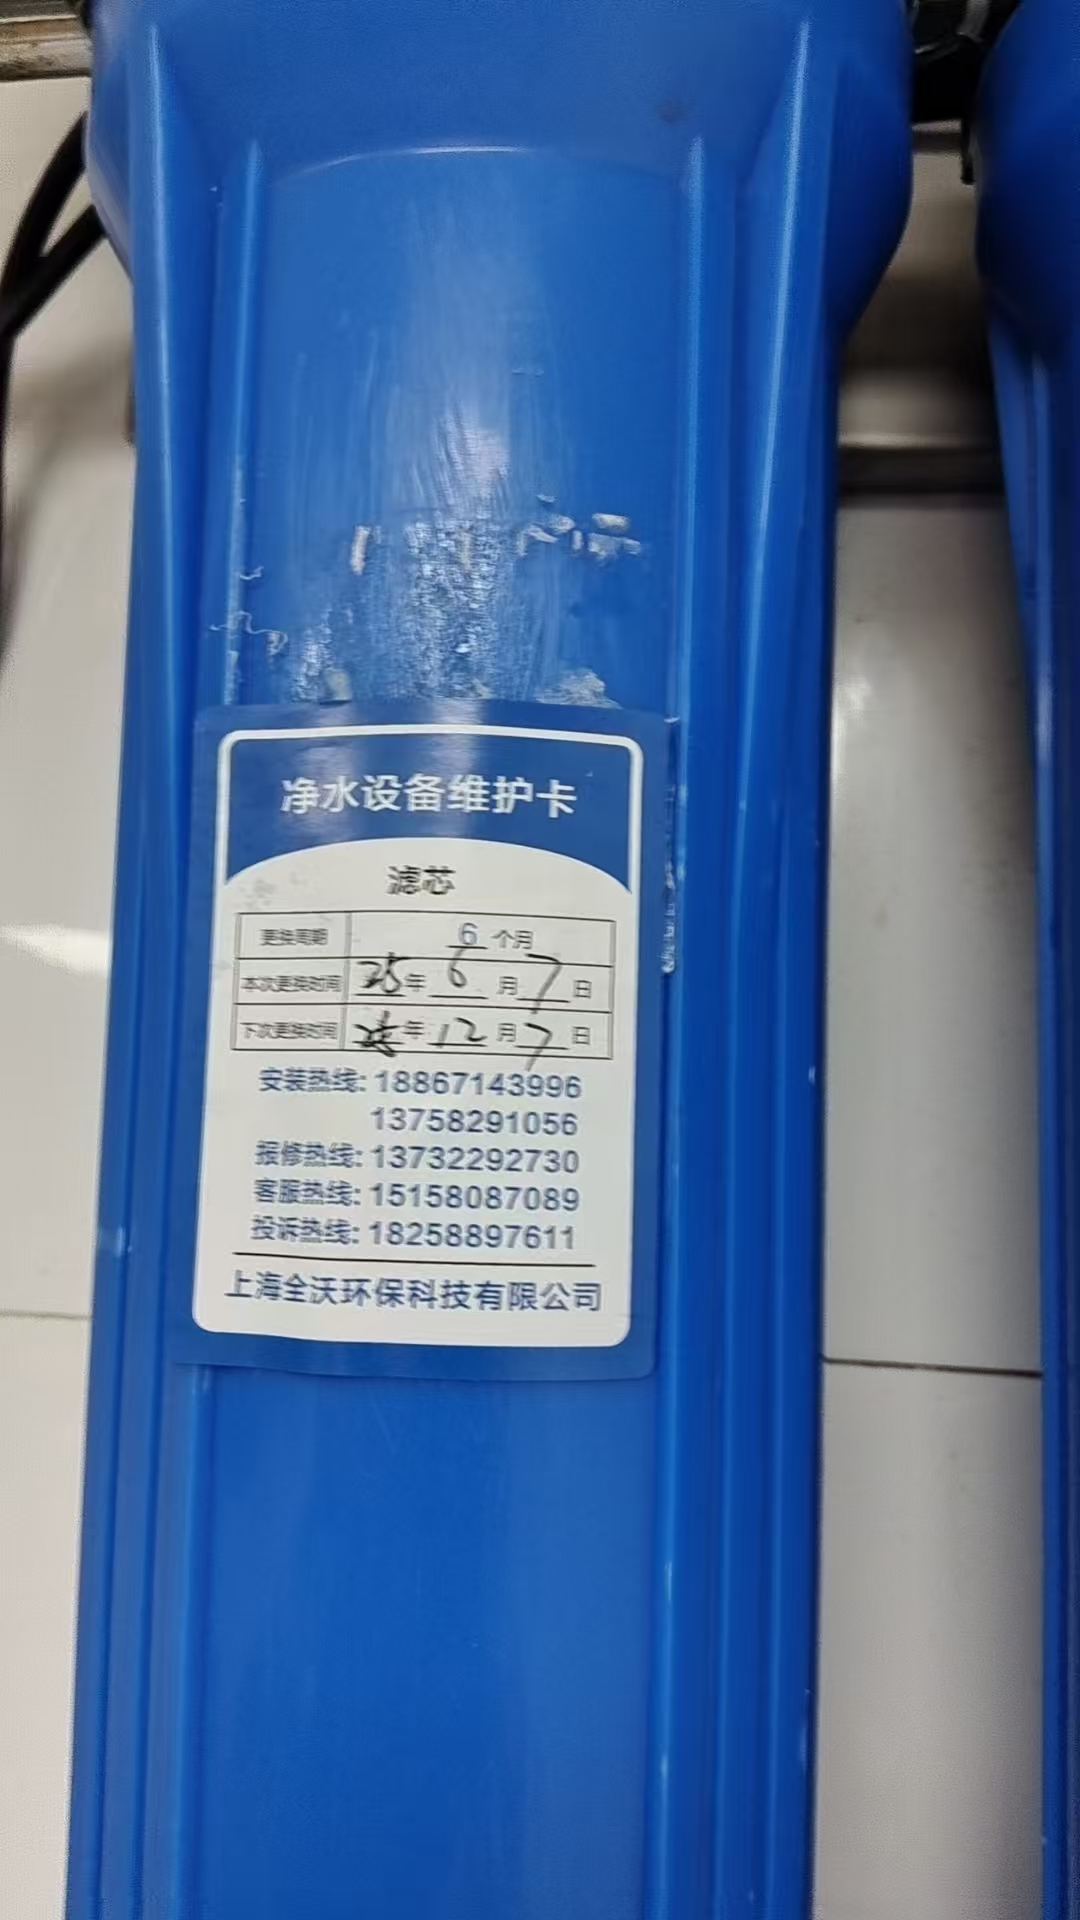 净水设备维护卡
滤芯
更换周期 6 个月
本次更换时间 25年 6 月 7 日
下次更换时间 年 12 月 7 日
安装热线: 18867143996
13758291056
报修热线: 13732292730
客服热线: 15158087089
投诉热线: 18258897611
上海全沃环保科技有限公司